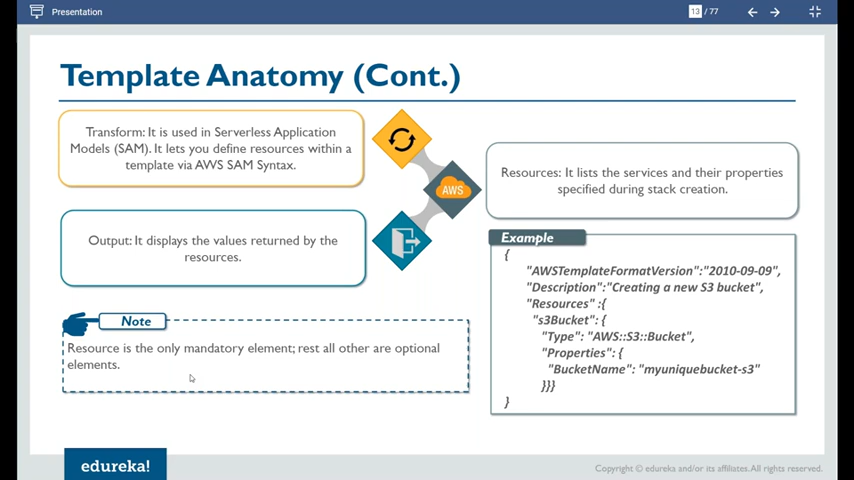 Presentation
13 / 77
Template Anatomy (Cont.)
Transform: It is used in Serverless Application
Models (SAM). It lets you define resources within a
template via AWS SAM Syntax.
AWS
Resources: It lists the services and their properties
specified during stack creation.
Output: It displays the values returned by the
resources.
Example
{
"AWSTemplateFormatVersion":"2010-09-09",
"Description":"Creating a new S3 bucket",
"Resources" :{
"s3Bucket": {
"Type": "AWS::S3::Bucket",
"Properties": {
"BucketName": "myuniquebucket-s3"
}}}
}
Note
Resource is the only mandatory element; rest all other are optional
elements.
edureka!
Copyright © edureka and/or its affiliates. All rights reserved.